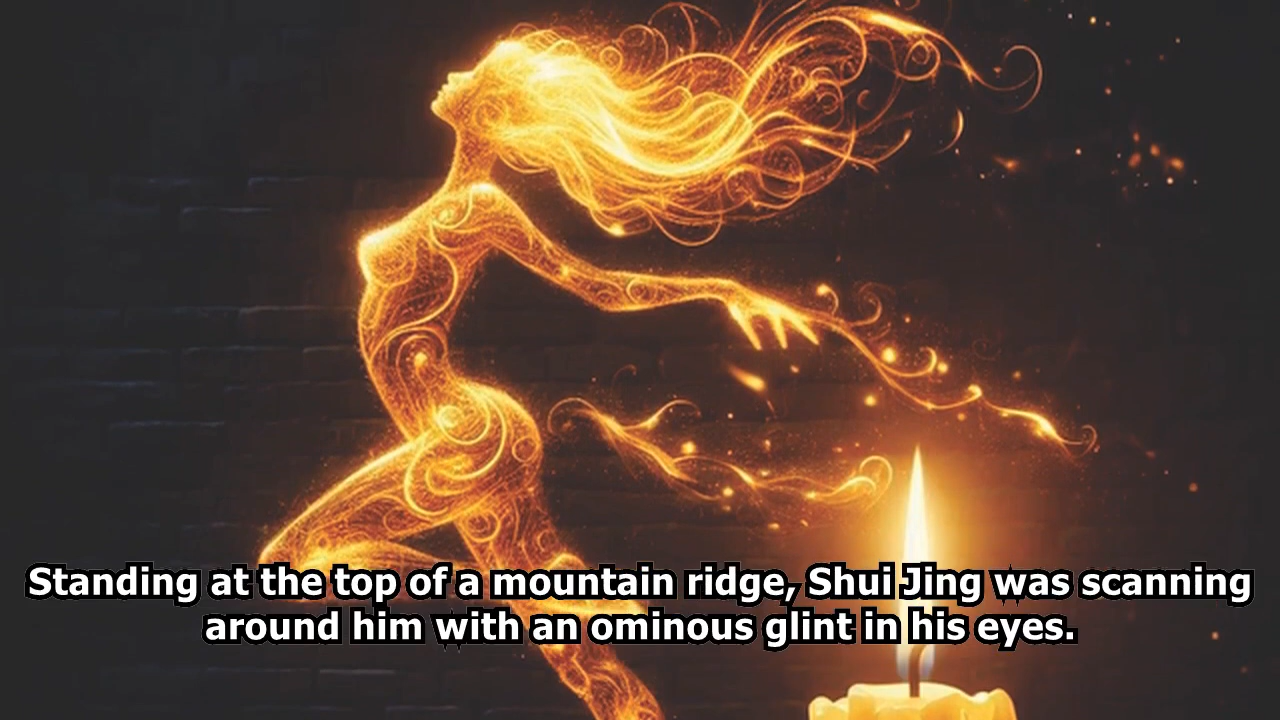 Standing at the top of a mountain ridge, Shui Jing was scanning
around him with an ominous glint in his eyes.